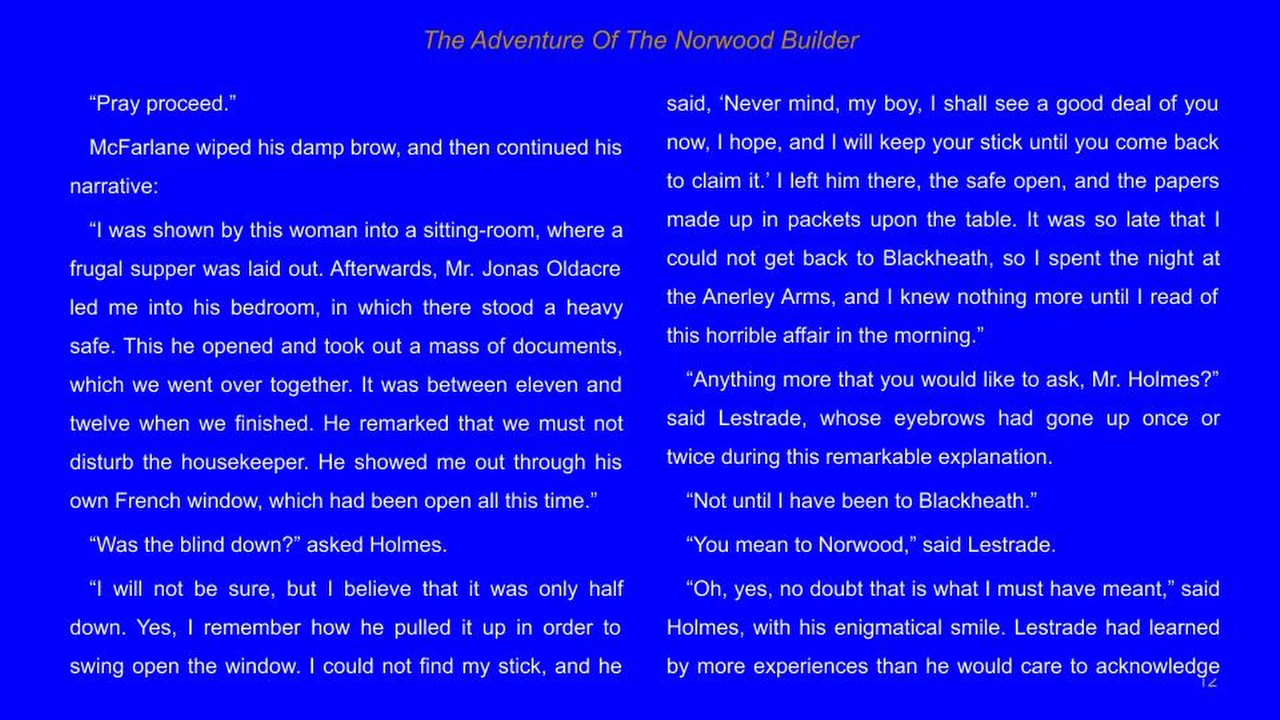 The Adventure Of The Norwood Builder
“Pray proceed.”
McFarlane wiped his damp brow, and then continued his
narrative:
“I was shown by this woman into a sitting-room, where a
frugal supper was laid out. Afterwards, Mr. Jonas Oldacre
led me into his bedroom, in which there stood a heavy
safe. This he opened and took out a mass of documents,
which we went over together. It was between eleven and
twelve when we finished. He remarked that we must not
disturb the housekeeper. He showed me out through his
own French window, which had been open all this time.”
“Was the blind down?” asked Holmes.
“I will not be sure, but I believe that it was only half
down. Yes, I remember how he pulled it up in order to
swing open the window. I could not find my stick, and he
said, ‘Never mind, my boy, I shall see a good deal of you
now, I hope, and I will keep your stick until you come back
to claim it.’ I left him there, the safe open, and the papers
made up in packets upon the table. It was so late that I
could not get back to Blackheath, so I spent the night at
the Anerley Arms, and I knew nothing more until I read of
this horrible affair in the morning.”
“Anything more that you would like to ask, Mr. Holmes?”
said Lestrade, whose eyebrows had gone up once or
twice during this remarkable explanation.
“Not until I have been to Blackheath.”
“You mean to Norwood,” said Lestrade.
“Oh, yes, no doubt that is what I must have meant,” said
Holmes, with his enigmatical smile. Lestrade had learned
by more experiences than he would care to acknowledge
12